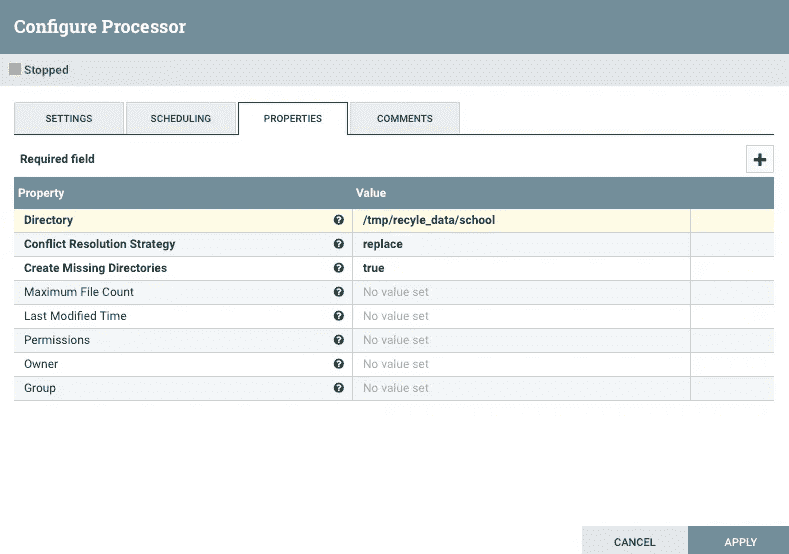 Configure Processor
Stopped
SETTINGS SCHEDULING PROPERTIES COMMENTS
Required field
Property Value
Directory /tmp/recyle_data/school
Conflict Resolution Strategy replace
Create Missing Directories true
Maximum File Count No value set
Last Modified Time No value set
Permissions No value set
Owner No value set
Group No value set
CANCEL APPLY